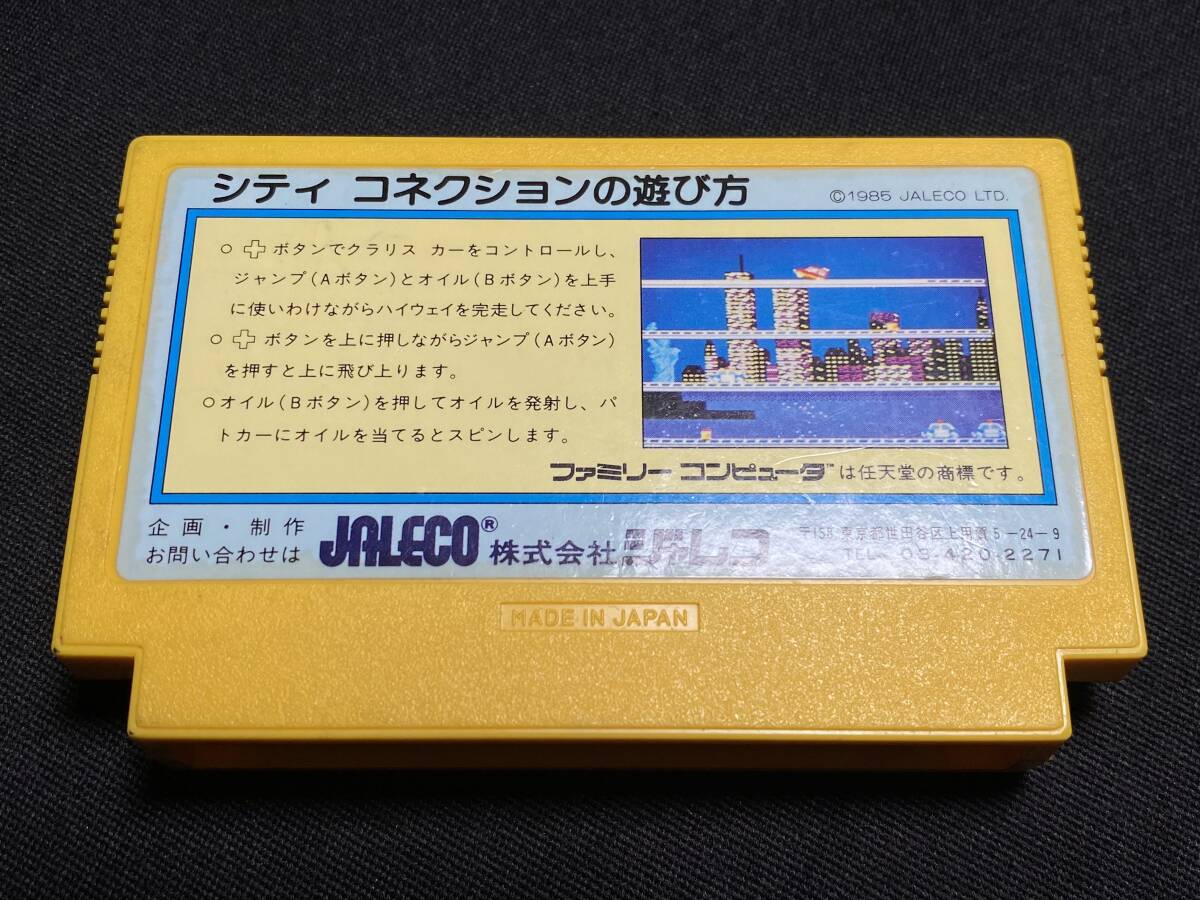 シティ コネクションの遊び方
©1985 JALECO LTD.
○ ボタンでクラリス カーをコントロールし、
ジャンプ(Aボタン)とオイル(Bボタン)を上手
に使いわけながらハイウェイを完走してください。
○ ボタンを上に押しながらジャンプ(Aボタン)
を押すと上に飛び上ります。
○オイル(Bボタン)を押してオイルを発射し、パ
トカーにオイルを当てるとスピンします。
ファミリー コンピュータ™は任天堂の商標です。
企画・制作
お問い合わせは
JALECO® 株式会社ジャレコ
〒158 東京都世田谷区上用賀5-24-9
TEL 03-420-2271
MADE IN JAPAN